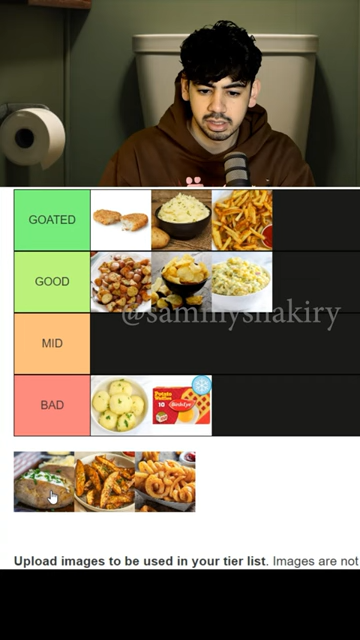 GOATED
GOOD
@sammyshakiry
MID
BAD
Potato
Waffles
10
Birds Eye
Upload images to be used in your tier list. Images are not